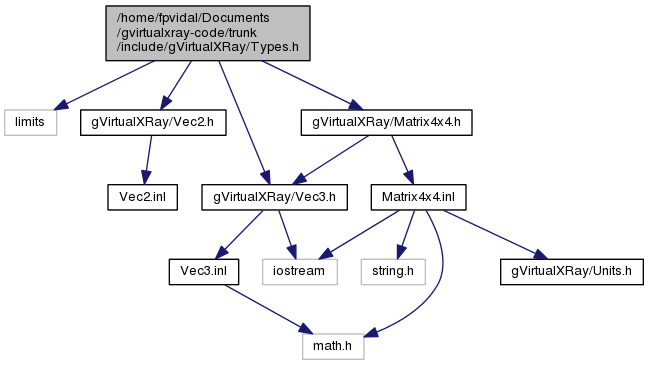 /home/fpvidal/Documents
/gvirtualxray-code/trunk
/include/gVirtualXRay/Types.h
limits
gVirtualXRay/Vec2.h
gVirtualXRay/Matrix4x4.h
Vec2.inl
gVirtualXRay/Vec3.h
Matrix4x4.inl
Vec3.inl
iostream
string.h
gVirtualXRay/Units.h
math.h